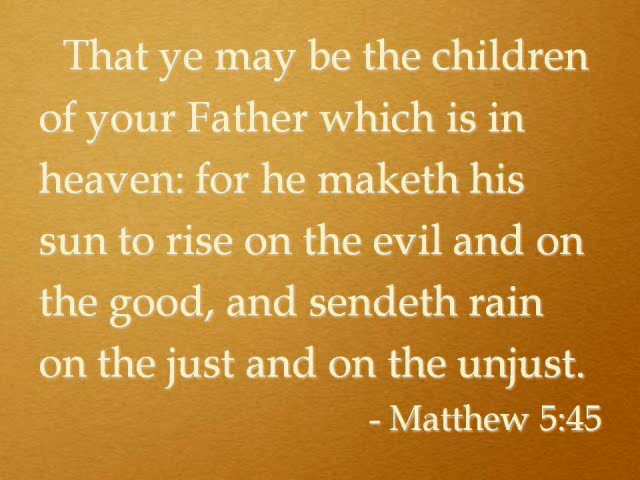 That ye may be the children
of your Father which is in
heaven: for he maketh his
sun to rise on the evil and on
the good, and sendeth rain
on the just and on the unjust.
- Matthew 5:45